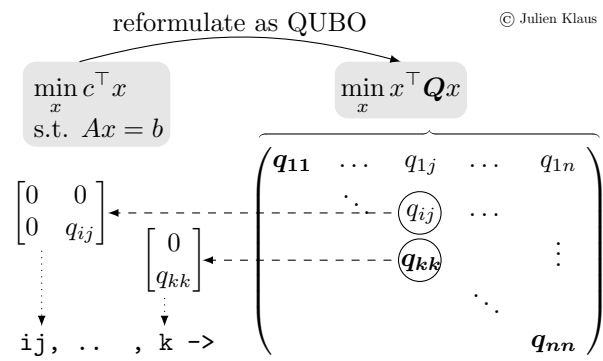 reformulate as QUBO
© Julien Klaus
min c⊤x
x
s.t. Ax = b
min x⊤Qx
x
q11 … q1j … q1n
⋱ qij …
qkk ⋮
⋱
qnn
0 0
0 qij
0
qkk
ij, .. , k ->